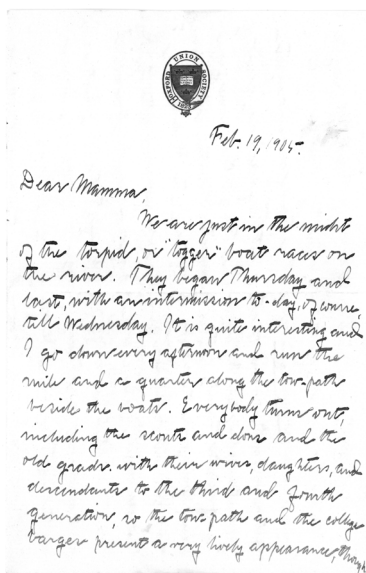 OXFORD UNION SOCIETY
Feb. 19, 1905.
Dear Mamma,
We are just in the midst
of the torpid, or "togger" boat races on
the river. They began Thursday and
last, with an intermission to-day, of course,
till Wednesday. It is quite interesting and
I go down every afternoon and run the
mile and a quarter along the tow-path
beside the boats. Everybody turns out,
including the scouts and dons and the
old grads. with their wives, daughters, and
descendants to the third and fourth
generation, so the tow-path and the college
barges present a very lively appearance, though